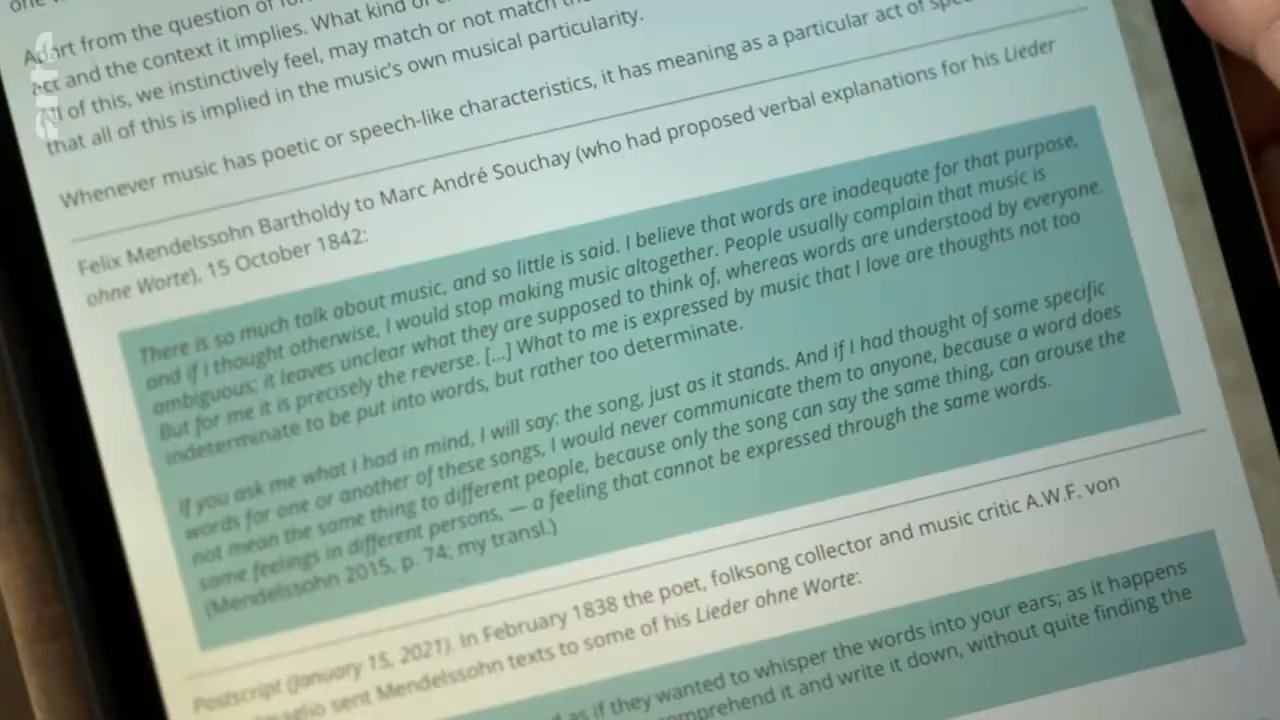 arte
Apart from the question of
act and the context it implies. What kind of
All of this, we instinctively feel, may match or not match
that all of this is implied in the music's own musical particularity.
Whenever music has poetic or speech-like characteristics, it has meaning as a particular act of
Felix Mendelssohn Bartholdy to Marc André Souchay (who had proposed verbal explanations for his Lieder
ohne Worte), 15 October 1842:
There is so much talk about music, and so little is said. I believe that words are inadequate for that purpose,
and if I thought otherwise, I would stop making music altogether. People usually complain that music is
ambiguous; it leaves unclear what they are supposed to think of, whereas words are understood by everyone.
But for me it is precisely the reverse. [...] What to me is expressed by music that I love are thoughts not too
indeterminate to be put into words, but rather too determinate.
If you ask me what I had in mind, I will say: the song, just as it stands. And if I had thought of some specific
words for one or another of these songs, I would never communicate them to anyone, because a word does
not mean the same thing to different people, because only the song can say the same thing, can arouse the
same feelings in different persons, — a feeling that cannot be expressed through the same words.
(Mendelssohn 2015, p. 74; my transl.)
Postscript (January 15, 2021). In February 1838 the poet, folksong collector and music critic A.W.F. von
sent Mendelssohn texts to some of his Lieder ohne Worte:
as if they wanted to whisper the words into your ears; as it happens
it and write it down, without quite finding the